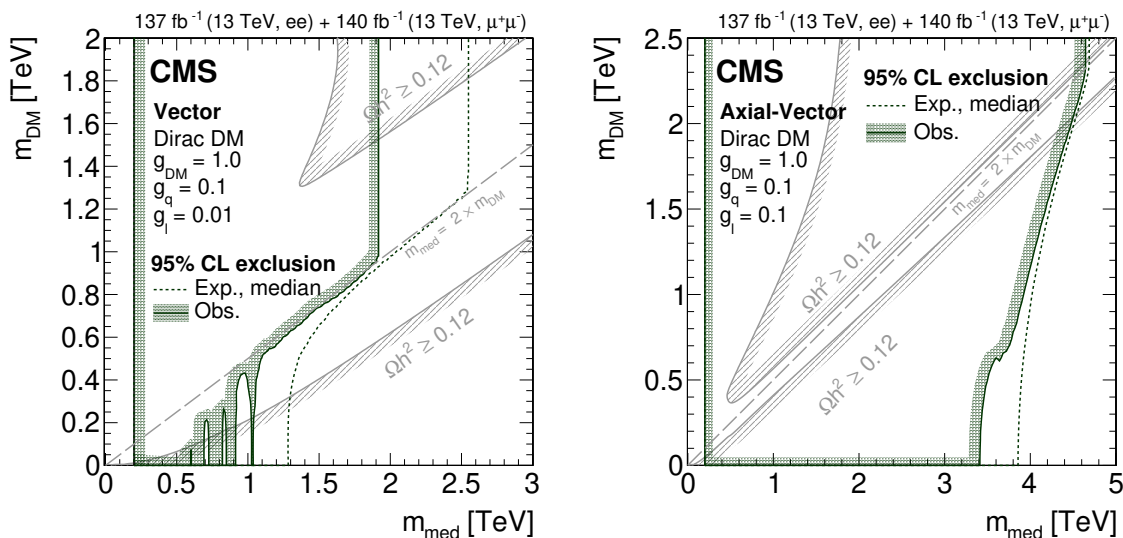 137 fb⁻¹ (13 TeV, ee) + 140 fb⁻¹ (13 TeV, μ⁺μ⁻)
CMS
Vector
Dirac DM
g_DM = 1.0
g_q = 0.1
g_l = 0.01
95% CL exclusion
Exp., median
Obs.
Ωh² ≥ 0.12
m_med = 2 × m_DM
Ωh² ≥ 0.12
m_DM [TeV]
2
1.8
1.6
1.4
1.2
1
0.8
0.6
0.4
0.2
0
0 0.5 1 1.5 2 2.5 3
m_med [TeV]
137 fb⁻¹ (13 TeV, ee) + 140 fb⁻¹ (13 TeV, μ⁺μ⁻)
CMS
Axial-Vector
Dirac DM
g_DM = 1.0
g_q = 0.1
g_l = 0.1
95% CL exclusion
Exp., median
Obs.
m_med = 2 × m_DM
Ωh² ≥ 0.12
Ωh² ≥ 0.12
m_DM [TeV]
2.5
2
1.5
1
0.5
0
0 1 2 3 4 5
m_med [TeV]